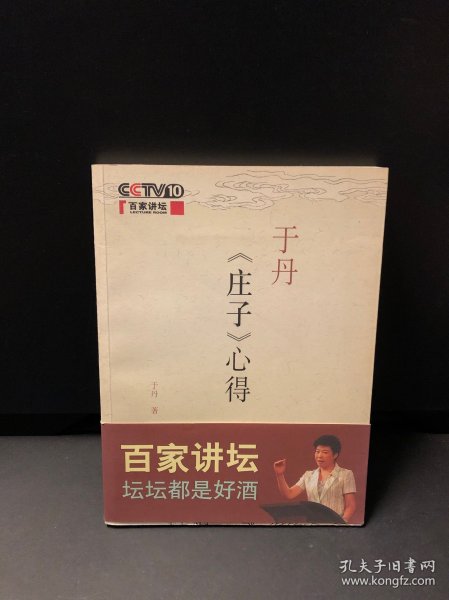 CCTV10
百家讲坛
LECTURE ROOM
于丹
《庄子》心得
于丹 著
百家讲坛
坛坛都是好酒
孔夫子旧书网
www.kongfz.com